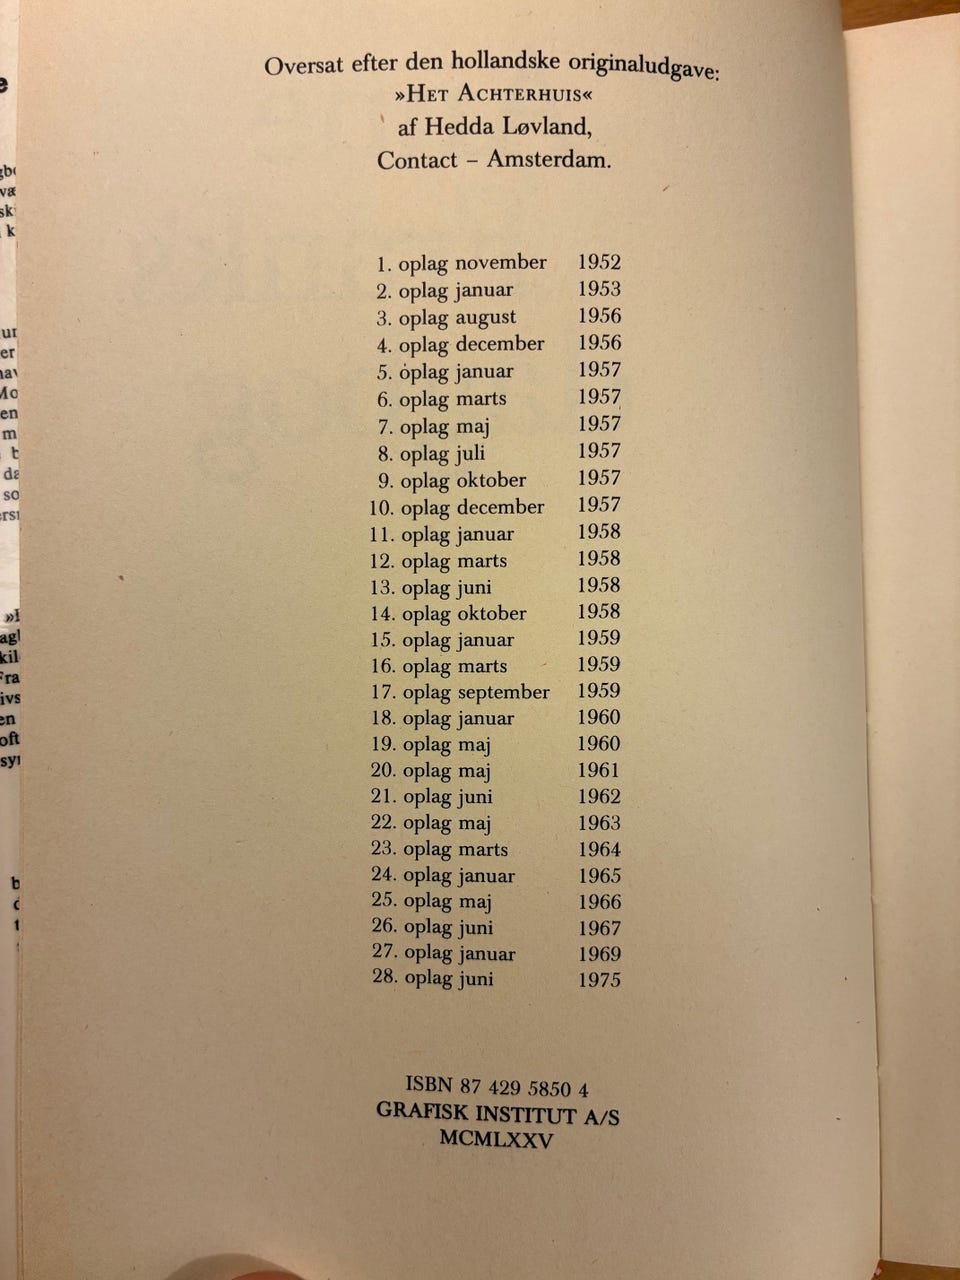 Oversat efter den hollandske originaludgave:
»HET ACHTERHUIS«
af Hedda Løvland,
Contact – Amsterdam.
1. oplag november 1952
2. oplag januar 1953
3. oplag august 1956
4. oplag december 1956
5. oplag januar 1957
6. oplag marts 1957
7. oplag maj 1957
8. oplag juli 1957
9. oplag oktober 1957
10. oplag december 1957
11. oplag januar 1958
12. oplag marts 1958
13. oplag juni 1958
14. oplag oktober 1958
15. oplag januar 1959
16. oplag marts 1959
17. oplag september 1959
18. oplag januar 1960
19. oplag maj 1960
20. oplag maj 1961
21. oplag juni 1962
22. oplag maj 1963
23. oplag marts 1964
24. oplag januar 1965
25. oplag maj 1966
26. oplag juni 1967
27. oplag januar 1969
28. oplag juni 1975
ISBN 87 429 5850 4
GRAFISK INSTITUT A/S
MCMLXXV